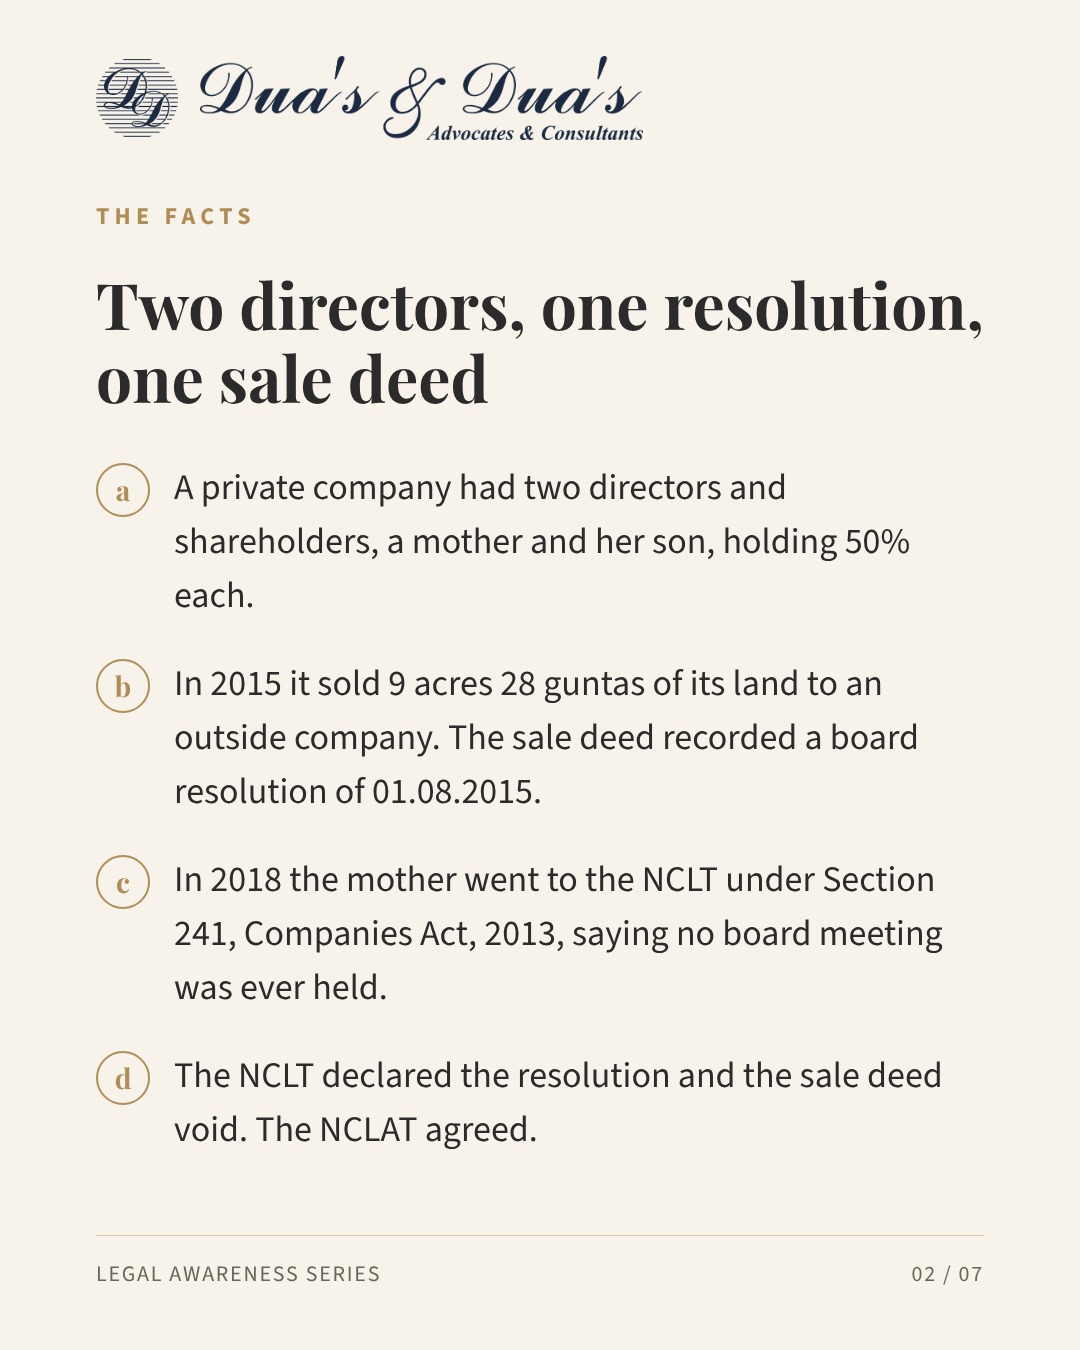 DD Dua's & Dua's
Advocates & Consultants
THE FACTS
Two directors, one resolution,
one sale deed
a A private company had two directors and
shareholders, a mother and her son, holding 50%
each.
b In 2015 it sold 9 acres 28 guntas of its land to an
outside company. The sale deed recorded a board
resolution of 01.08.2015.
c In 2018 the mother went to the NCLT under Section
241, Companies Act, 2013, saying no board meeting
was ever held.
d The NCLT declared the resolution and the sale deed
void. The NCLAT agreed.
LEGAL AWARENESS SERIES 02 / 07